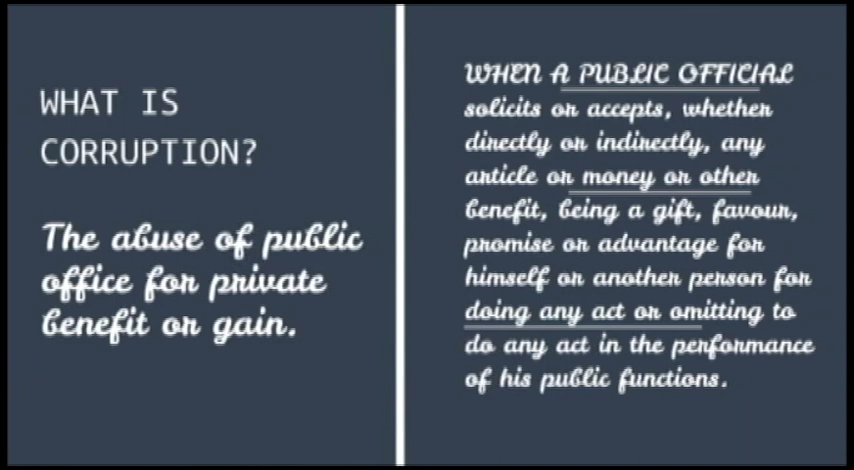 WHAT IS
CORRUPTION?
The abuse of public
office for private
benefit or gain.
WHEN A PUBLIC OFFICIAL
solicits or accepts, whether
directly or indirectly, any
article or money or other
benefit, being a gift, favour,
promise or advantage for
himself or another person for
doing any act or omitting to
do any act in the performance
of his public functions.